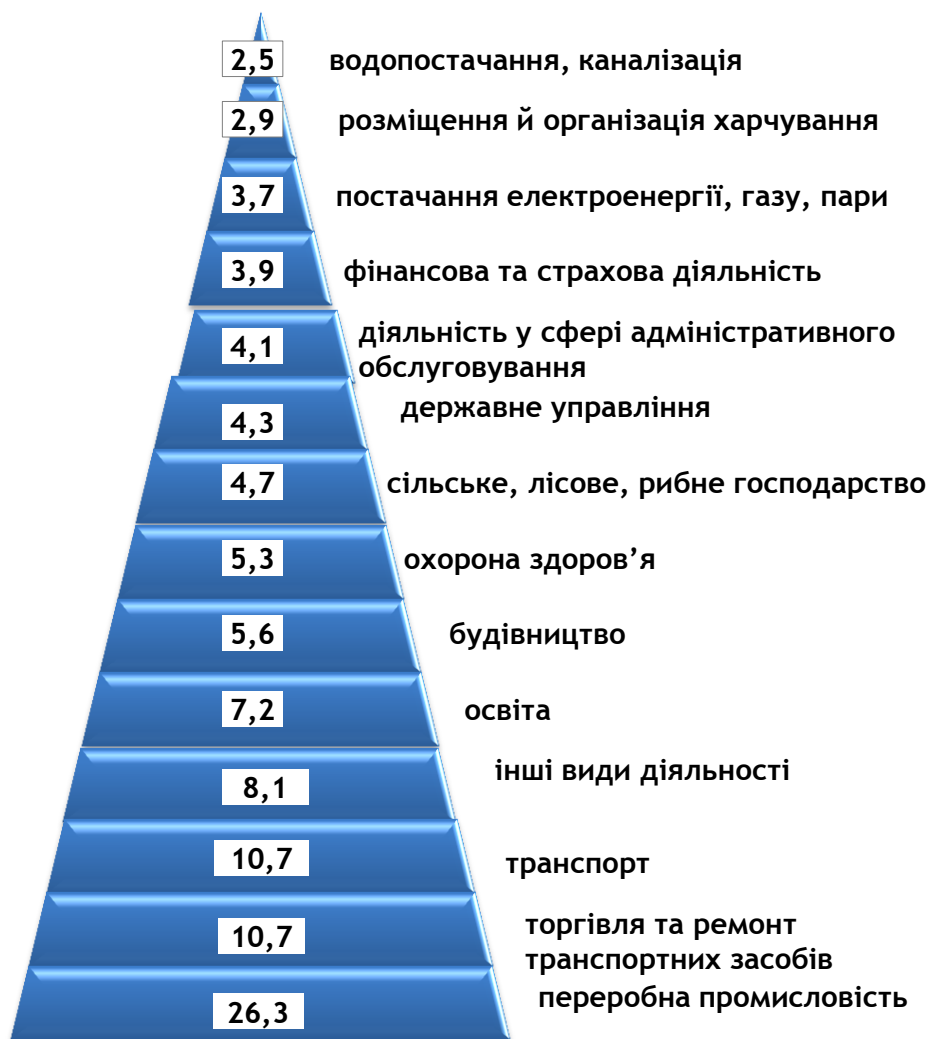 2,5 водопостачання, каналізація
2,9 розміщення й організація харчування
3,7 постачання електроенергії, газу, пари
3,9 фінансова та страхова діяльність
4,1 діяльність у сфері адміністративного
обслуговування
4,3 державне управління
4,7 сільське, лісове, рибне господарство
5,3 охорона здоров’я
5,6 будівництво
7,2 освіта
8,1 інші види діяльності
10,7 транспорт
10,7 торгівля та ремонт
транспортних засобів
26,3 переробна промисловість